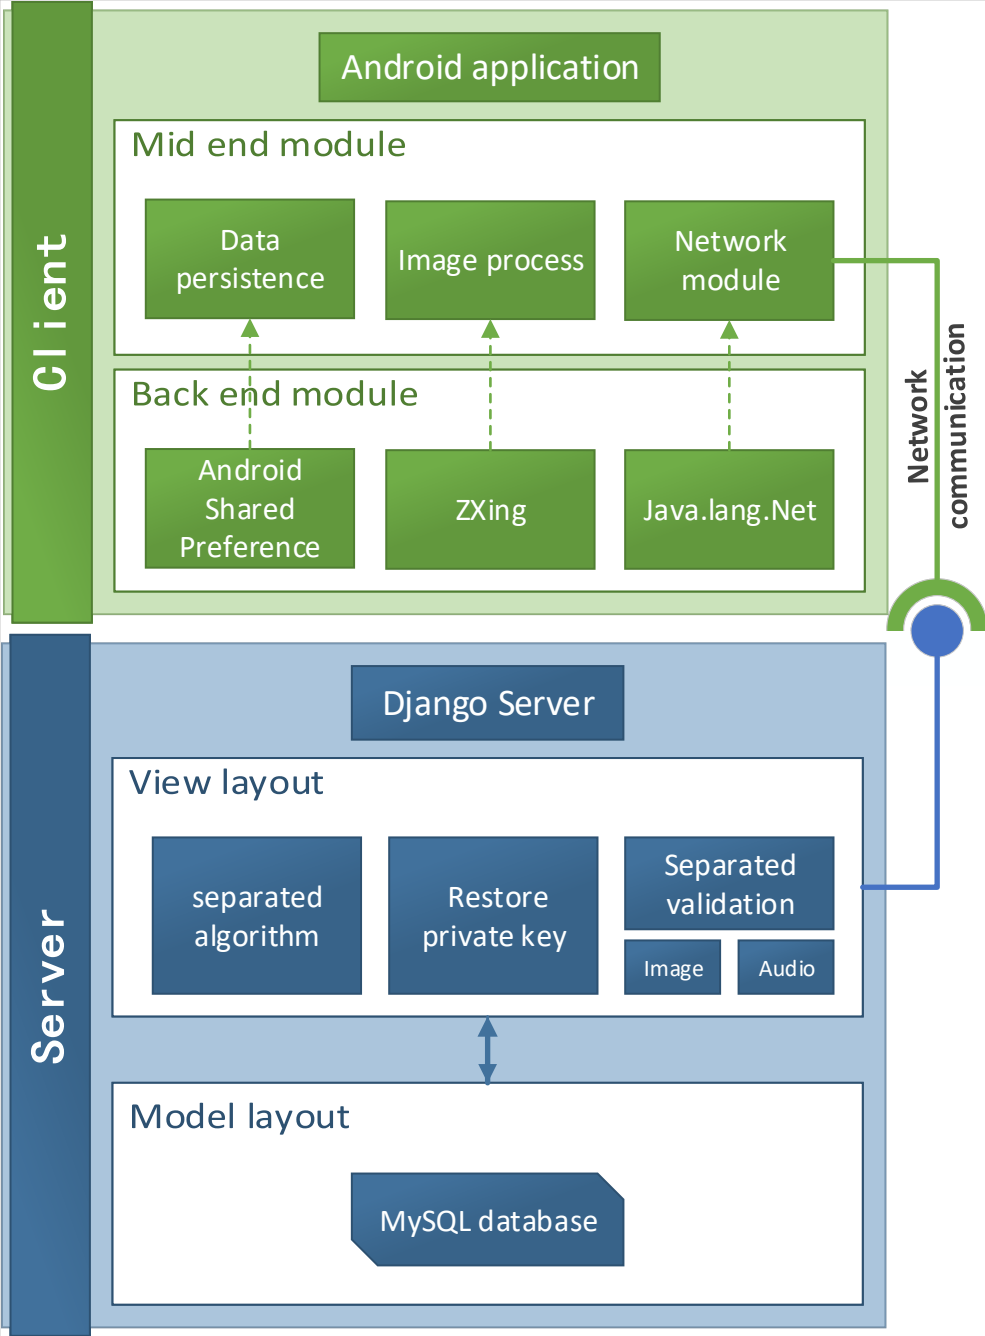 Client
Android application
Mid end module
Data
persistence
Image process
Network
module
Back end module
Android
Shared
Preference
ZXing
Java.lang.Net
Network
communication
Server
Django Server
View layout
separated
algorithm
Restore
private key
Separated
validation
Image
Audio
Model layout
MySQL database